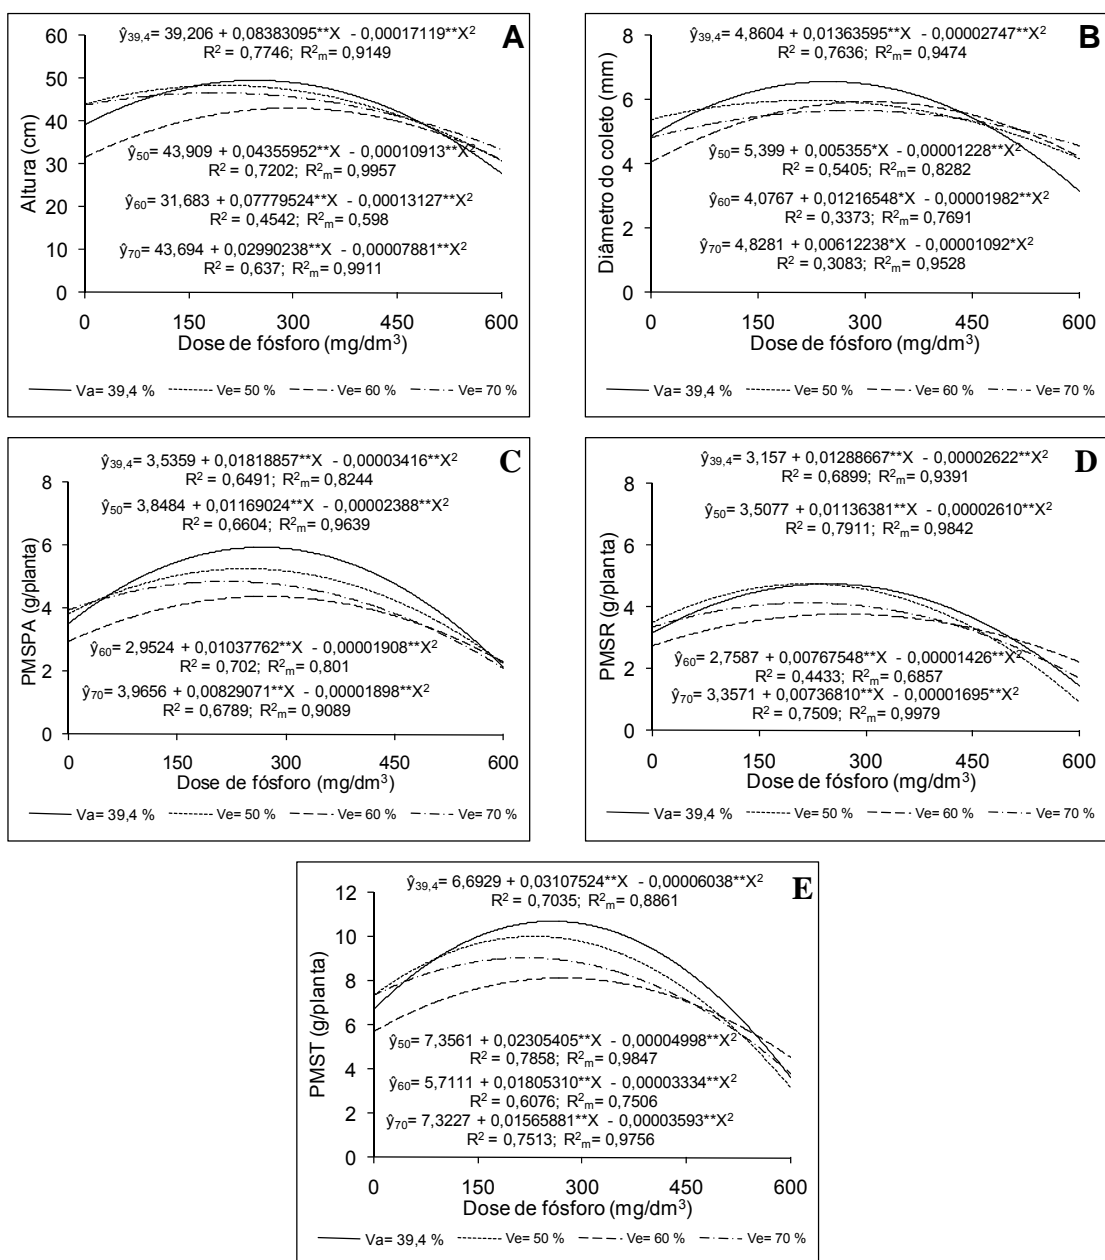 A
ŷ39,4= 39,206 + 0,08383095**X - 0,00017119**X²
R² = 0,7746; R²m = 0,9149
60
50
40
30
20
10
0
Altura (cm)
ŷ50= 43,909 + 0,04355952**X - 0,00010913**X²
R² = 0,7202; R²m = 0,9957
ŷ60= 31,683 + 0,07779524**X - 0,00013127**X²
R² = 0,4542; R²m = 0,598
ŷ70= 43,694 + 0,02990238**X - 0,00007881**X²
R² = 0,637; R²m = 0,9911
0 150 300 450 600
Dose de fósforo (mg/dm³)
Va= 39,4 % Ve= 50 % Ve= 60 % Ve= 70 %
B
ŷ39,4= 4,8604 + 0,01363595**X - 0,00002747**X²
R² = 0,7636; R²m = 0,9474
8
6
4
2
0
Diâmetro do coleto (mm)
ŷ50= 5,399 + 0,005355*X - 0,00001228*X²
R² = 0,5405; R²m = 0,8282
ŷ60= 4,0767 + 0,01216548*X - 0,00001982*X²
R² = 0,3373; R²m = 0,7691
ŷ70= 4,8281 + 0,00612238*X - 0,00001092*X²
R² = 0,3083; R²m = 0,9528
0 150 300 450 600
Dose de fósforo (mg/dm³)
Va= 39,4 % Ve= 50 % Ve= 60 % Ve= 70 %
C
ŷ39,4= 3,5359 + 0,01818857**X - 0,00003416**X²
R² = 0,6491; R²m = 0,8244
ŷ50= 3,8484 + 0,01169024**X - 0,00002388**X²
R² = 0,6604; R²m = 0,9639
8
6
4
2
0
PMSPA (g/planta)
ŷ60= 2,9524 + 0,01037762**X - 0,00001908**X²
R² = 0,702; R²m = 0,801
ŷ70= 3,9656 + 0,00829071**X - 0,00001898**X²
R² = 0,6789; R²m = 0,9089
0 150 300 450 600
Dose de fósforo (mg/dm³)
Va= 39,4 % Ve= 50 % Ve= 60 % Ve= 70 %
D
ŷ39,4= 3,157 + 0,01288667**X - 0,00002622**X²
R² = 0,6899; R²m = 0,9391
ŷ50= 3,5077 + 0,01136381**X - 0,00002610**X²
R² = 0,7911; R²m = 0,9842
8
6
4
2
0
PMSR (g/planta)
ŷ60= 2,7587 + 0,00767548**X - 0,00001426**X²
R² = 0,4433; R²m = 0,6857
ŷ70= 3,3571 + 0,00736810**X - 0,00001695**X²
R² = 0,7509; R²m = 0,9979
0 150 300 450 600
Dose de fósforo (mg/dm³)
Va= 39,4 % Ve= 50 % Ve= 60 % Ve= 70 %
E
ŷ39,4= 6,6929 + 0,03107524**X - 0,00006038**X²
R² = 0,7035; R²m = 0,8861
12
10
8
6
4
2
0
PMST (g/planta)
ŷ50= 7,3561 + 0,02305405**X - 0,00004998**X²
R² = 0,7858; R²m = 0,9847
ŷ60= 5,7111 + 0,01805310**X - 0,00003334**X²
R² = 0,6076; R²m = 0,7506
ŷ70= 7,3227 + 0,01565881**X - 0,00003593**X²
R² = 0,7513; R²m = 0,9756
0 150 300 450 600
Dose de fósforo (mg/dm³)
Va= 39,4 % Ve= 50 % Ve= 60 % Ve= 70 %